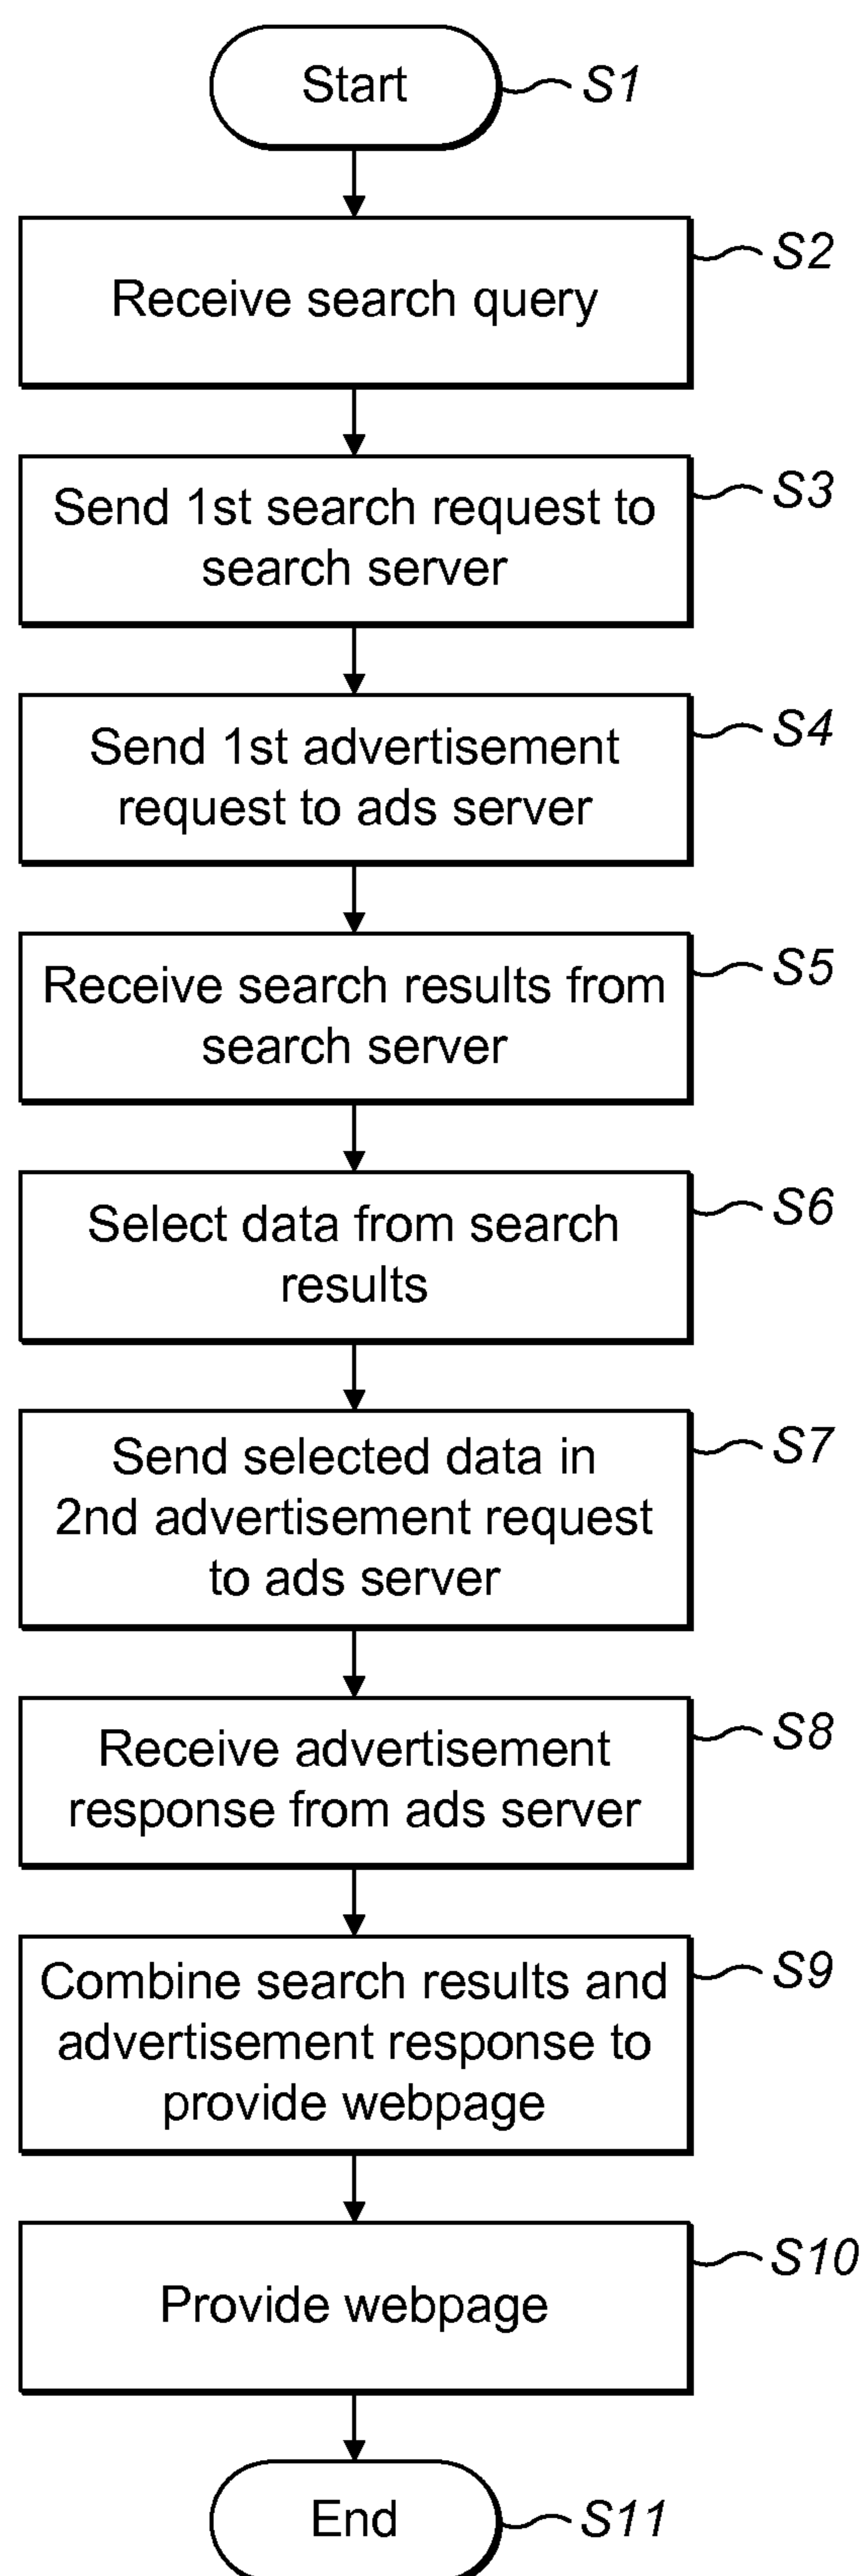 Start
S1
Receive search query
S2
Send 1st search request to
search server
S3
Send 1st advertisement
request to ads server
S4
Receive search results from
search server
S5
Select data from search
results
S6
Send selected data in
2nd advertisement request
to ads server
S7
Receive advertisement
response from ads server
S8
Combine search results and
advertisement response to
provide webpage
S9
Provide webpage
S10
End
S11